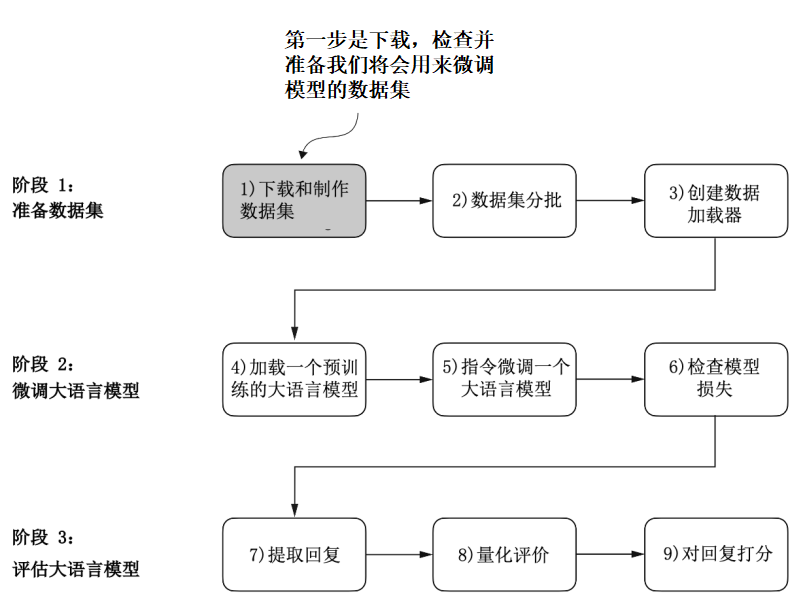 第一步是下载，检查并
准备我们将会用来微调
模型的数据集
阶段 1：
准备数据集
1)下载和制作
数据集
2)数据集分批
3)创建数据
加载器
阶段 2：
微调大语言模型
4)加载一个预训
练的大语言模型
5)指令微调一个
大语言模型
6)检查模型
损失
阶段 3：
评估大语言模型
7)提取回复
8)量化评价
9)对回复打分